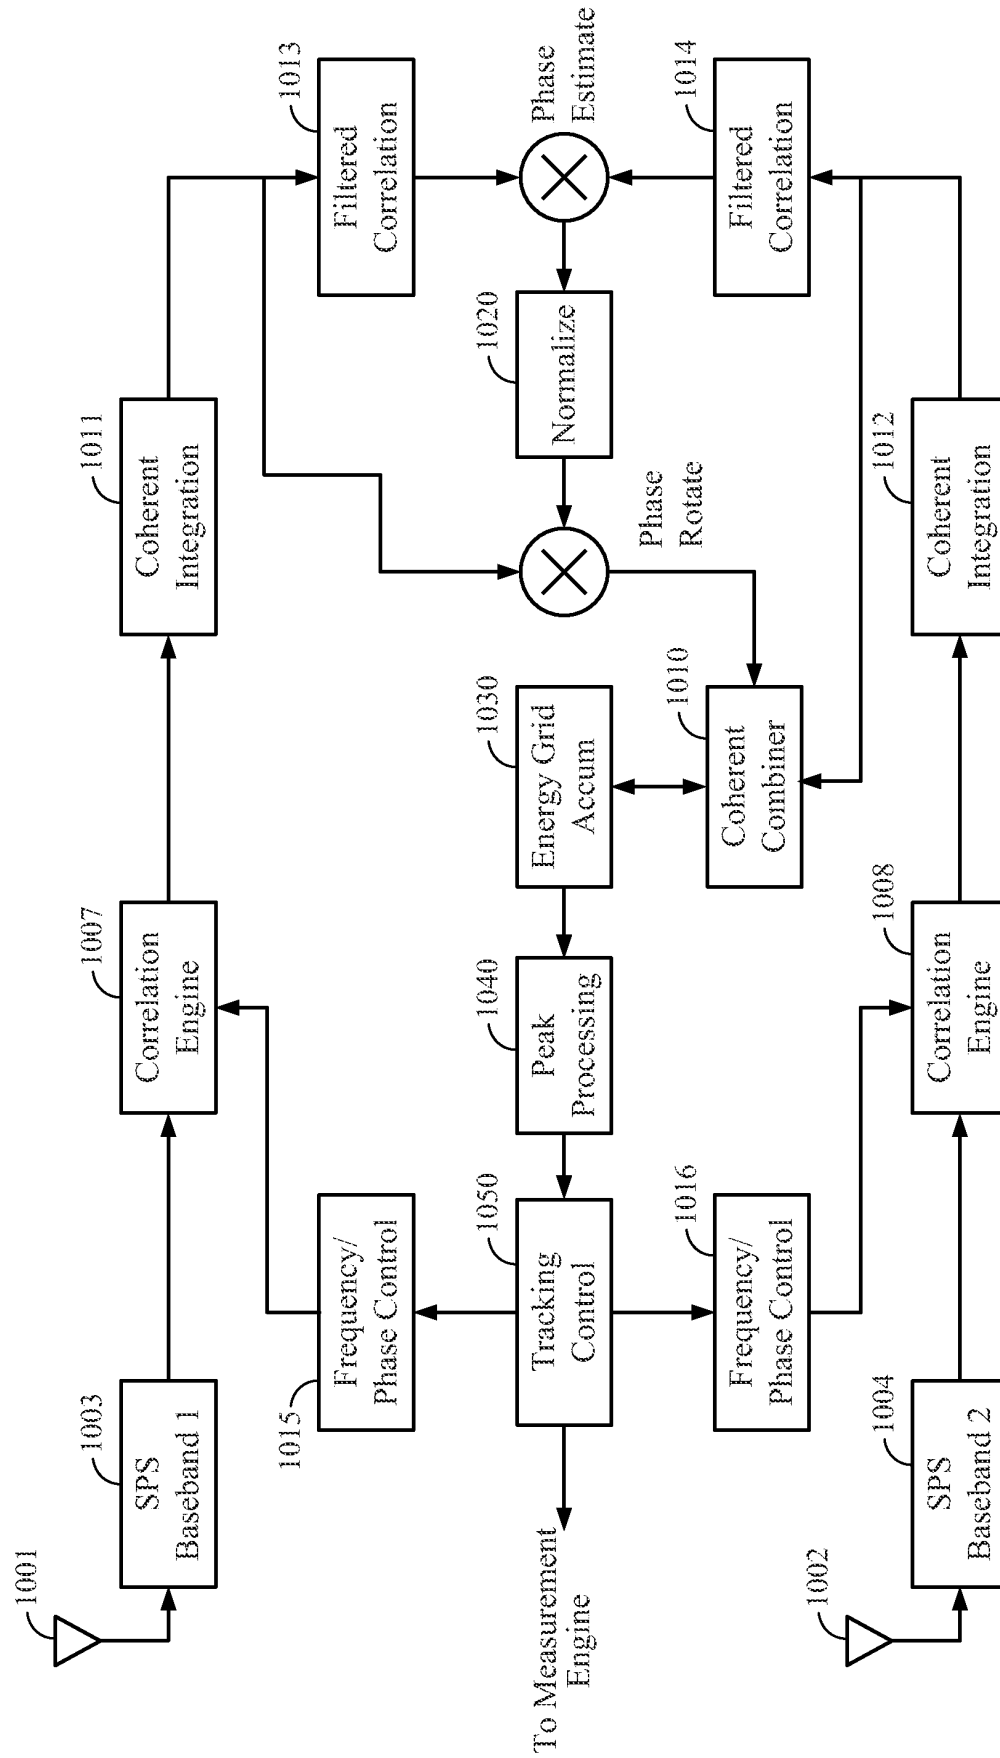 1001
1003
SPS
Baseband 1
1007
Correlation
Engine
1011
Coherent
Integration
1013
Filtered
Correlation
1015
Frequency/
Phase Control
Phase
Estimate
1020
Normalize
Phase
Rotate
1030
Energy Grid
Accum
1040
Peak
Processing
1050
Tracking
Control
To Measurement
Engine
1010
Coherent
Combiner
1014
Filtered
Correlation
1016
Frequency/
Phase Control
1002
1004
SPS
Baseband 2
1008
Correlation
Engine
1012
Coherent
Integration